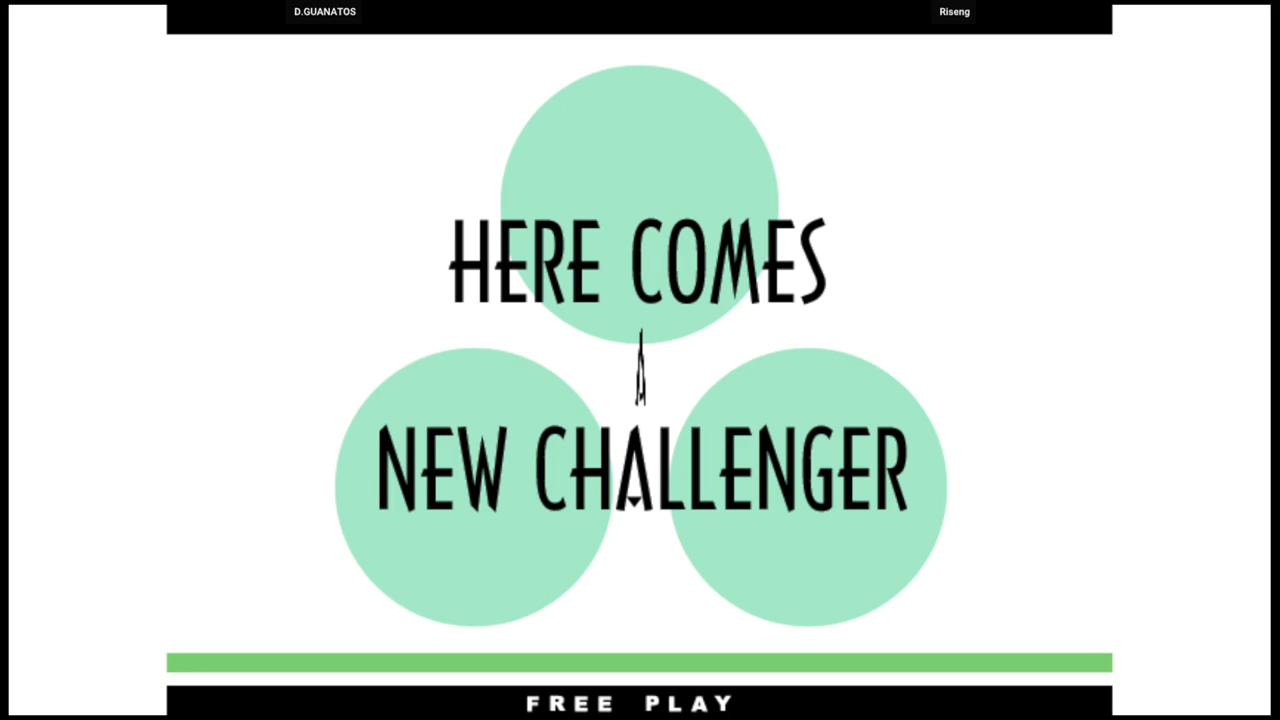 D.GUANATOS
Riseng
HERE COMES
A
NEW CHALLENGER
FREE PLAY